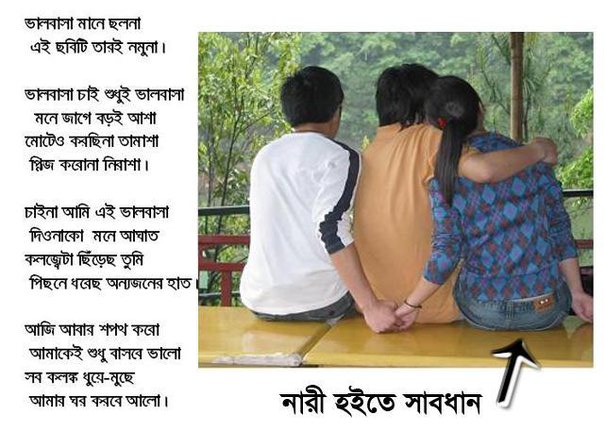 ভালবাসা মানে ছলনা
এই ছবিটি তারই নমুনা।
ভালবাসা চাই শুধুই ভালবাসা
মনে জাগে বড়ই আশা
মোটেও করছিনা তামাশা
প্লিজ করোনা নিরাশা।
চাইনা আমি এই ভালবাসা
দিওনাকো মনে আঘাত
কলজ্বেটা ছিঁড়েছ তুমি
পিছনে ধরেছ অন্যজনের হাত।
আজি আবার শপথ করো
আমাকেই শুধু বাসবে ভালো
সব কলঙ্ক ধুয়ে-মুছে
আমার ঘর করবে আলো।
নারী হইতে সাবধান